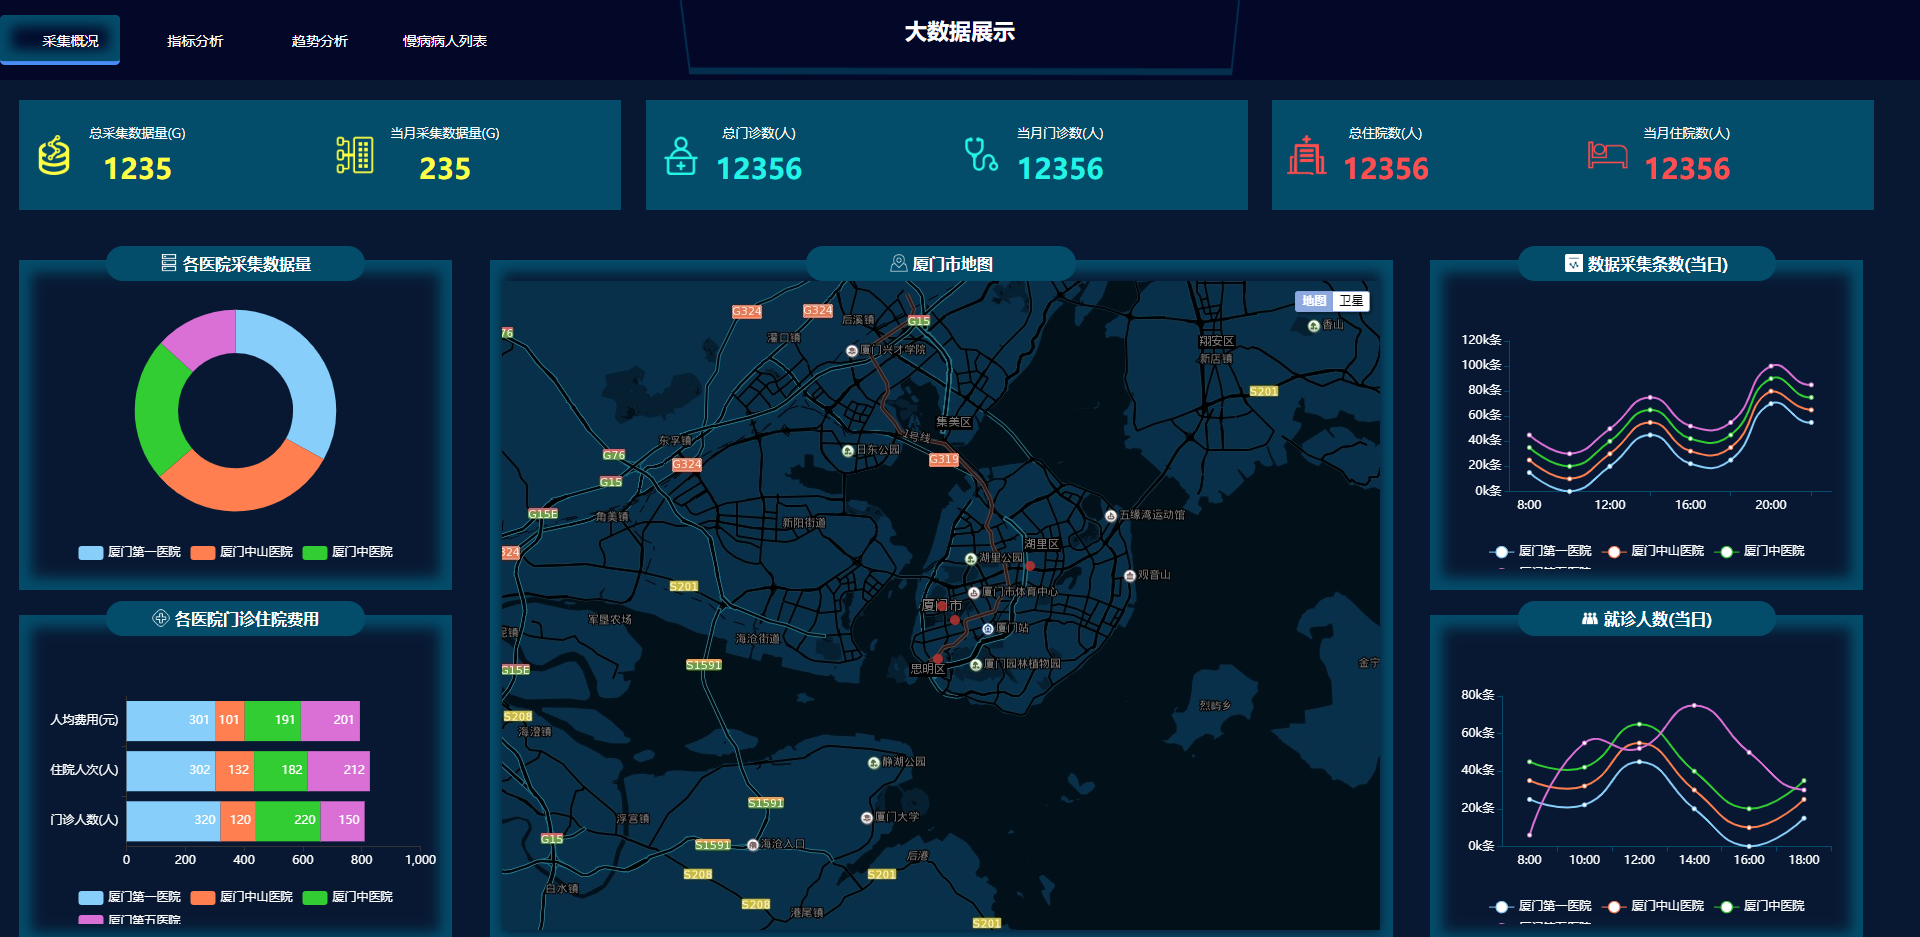 采集概况
指标分析
趋势分析
慢病病人列表
大数据展示
总采集数据量(G)
1235
当月采集数据量(G)
235
总门诊数(人)
12356
当月门诊数(人)
12356
总住院数(人)
12356
当月住院数(人)
12356
各医院采集数据量
厦门第一医院
厦门中山医院
厦门中医院
各医院门诊住院费用
人均费用(元)
301
101
191
201
住院人次(人)
302
132
182
212
门诊人数(人)
320
120
220
150
0
200
400
600
800
1,000
厦门第一医院
厦门中山医院
厦门中医院
厦门第五医院
厦门市地图
地图
卫星
G324
G324
后溪镇
G15
香山
76
灌口镇
厦门兴才学院
翔安区
新店镇
S201
集美区
1号线
东孚镇
日东公园
G76
G324
G319
G15
G15E
角美镇
新阳街道
五缘湾运动馆
324
湖里区
湖里公园
观音山
S201
厦门市体育中心
厦门市
军垦农场
海沧街道
厦门站
S1591
思明区
厦门园林植物园
金宁
G15E
烈屿乡
S208
海澄镇
静湖公园
S1591
浮宫镇
厦门大学
G15
S1591
海沧入口
后港
S208
S201
白水镇
S208
港尾镇
S201
数据采集条数(当日)
120k条
100k条
80k条
60k条
40k条
20k条
0k条
8:00
12:00
16:00
20:00
厦门第一医院
厦门中山医院
厦门中医院
就诊人数(当日)
80k条
60k条
40k条
20k条
0k条
8:00
10:00
12:00
14:00
16:00
18:00
厦门第一医院
厦门中山医院
厦门中医院